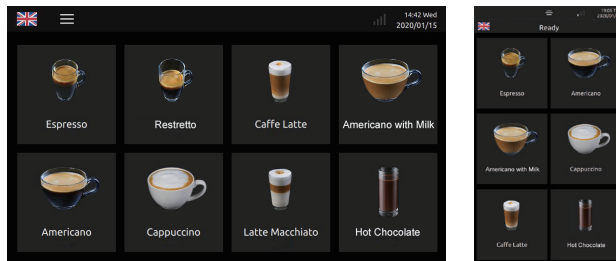 14:42 Wed
2020/01/15
Espresso
Restretto
Caffe Latte
Americano with Milk
Americano
Cappuccino
Latte Macchiato
Hot Chocolate
Ready
Espresso
Americano
Americano with Milk
Cappuccino
Caffe Latte
Hot Chocolate